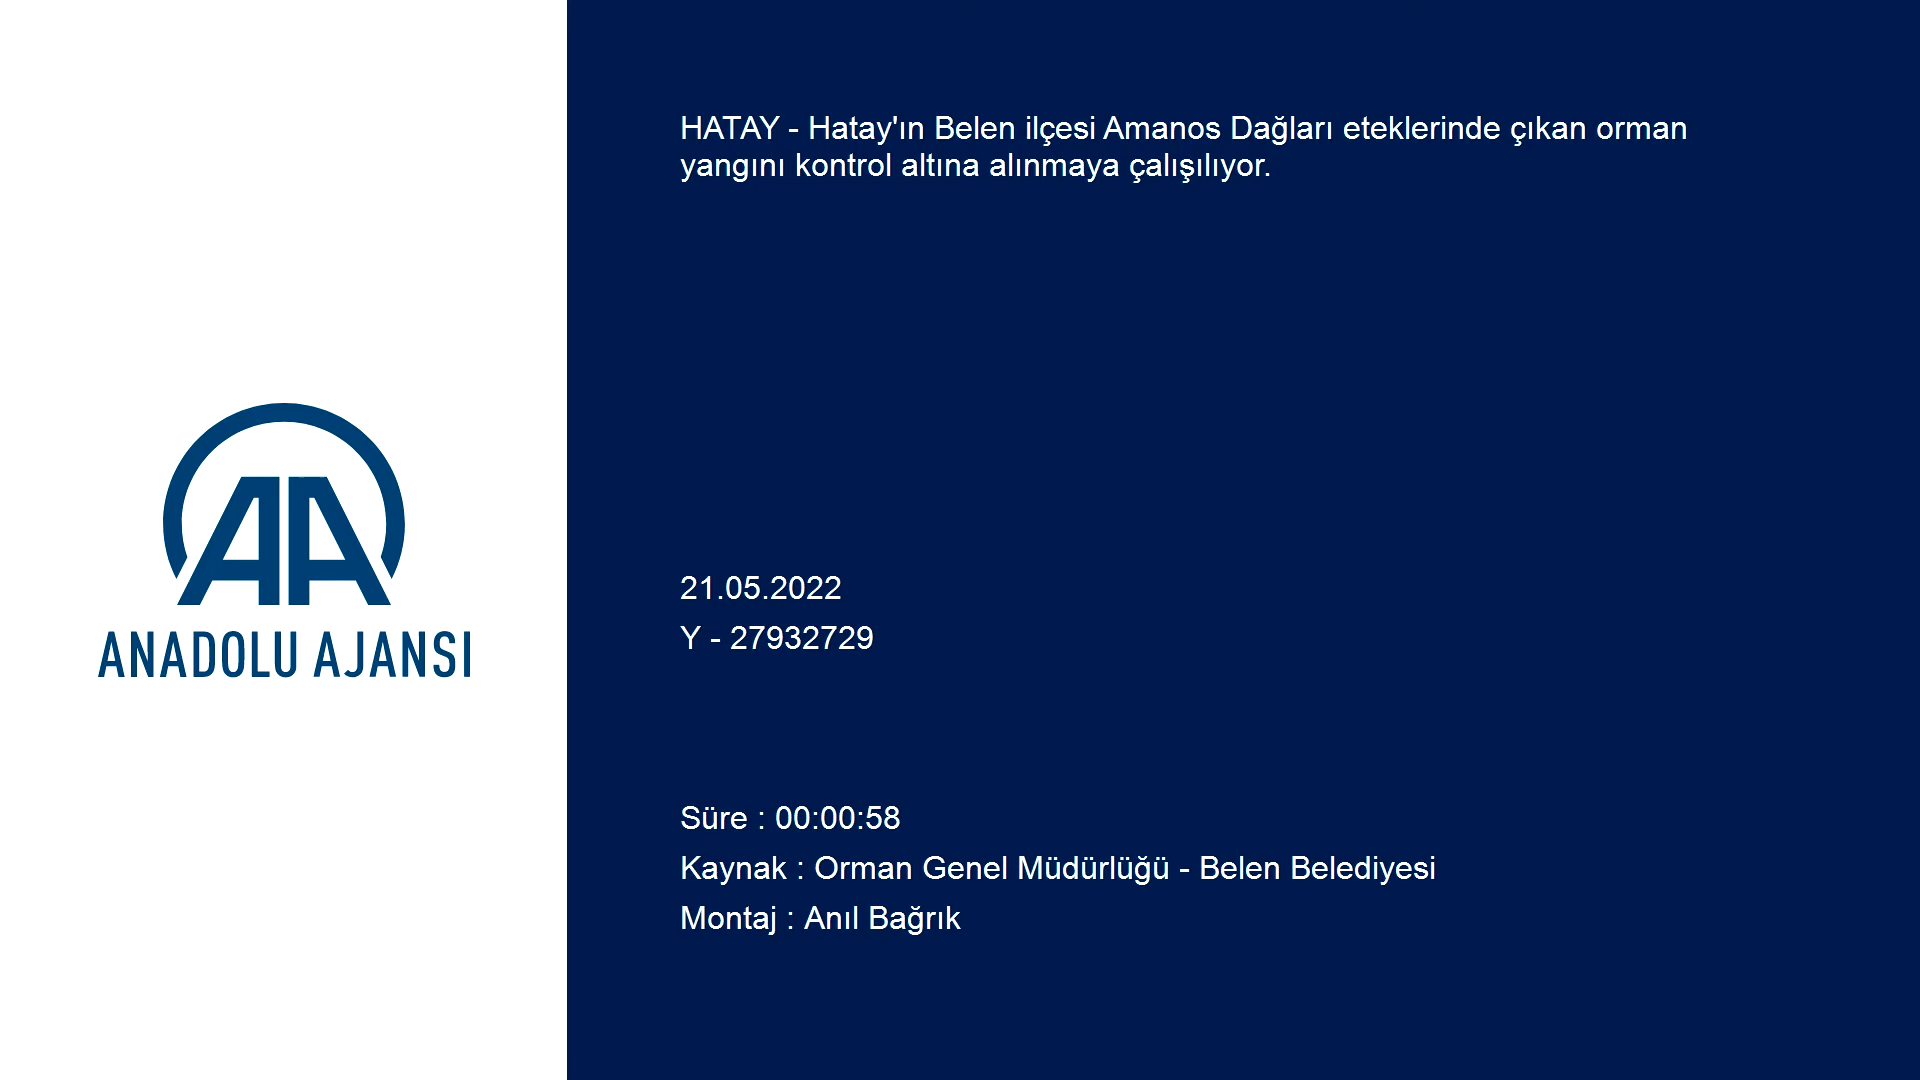 HATAY - Hatay'ın Belen ilçesi Amanos Dağları eteklerinde çıkan orman
yangını kontrol altına alınmaya çalışılıyor.
AA
ANADOLU AJANSI
21.05.2022
Y - 27932729
Süre : 00:00:58
Kaynak : Orman Genel Müdürlüğü - Belen Belediyesi
Montaj : Anıl Bağrık